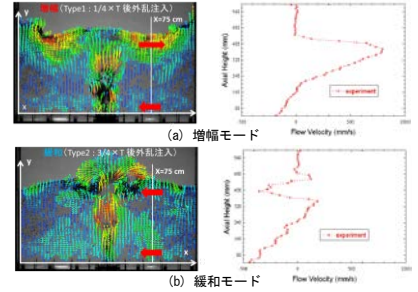 増幅(Type1：1/4×T 後外乱注入)
X=75 cm
y
x
Axial Height (mm)
experiment
Flow Velocity (mm/s)
(a) 増幅モード
緩和(Type2：3/4×T 後外乱注入)
X=75 cm
y
x
Axial Height (mm)
experiment
Flow Velocity (mm/s)
(b) 緩和モード